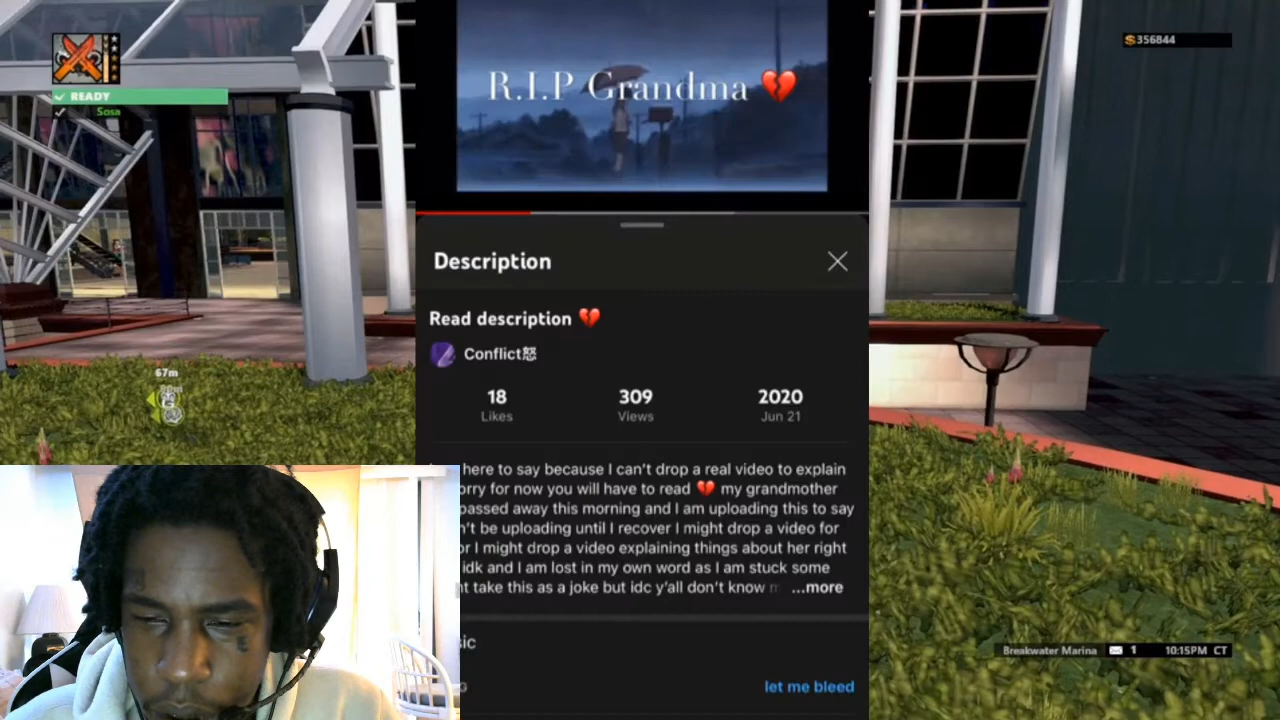 READY
Sosa
67m
$356844
R.I.P Grandma 💔
Description
Read description 💔
Conflict怒
18
Likes
309
Views
2020
Jun 21
here to say because I can't drop a real video to explain
orry for now you will have to read 💔 my grandmother
passed away this morning and I am uploading this to say
n't be uploading until I recover I might drop a video for
or I might drop a video explaining things about her right
idk and I am lost in my own word as I am stuck some
nt take this as a joke but idc y'all don't know m ...more
ic
let me bleed
Breakwater Marina 1 10:15PM CT